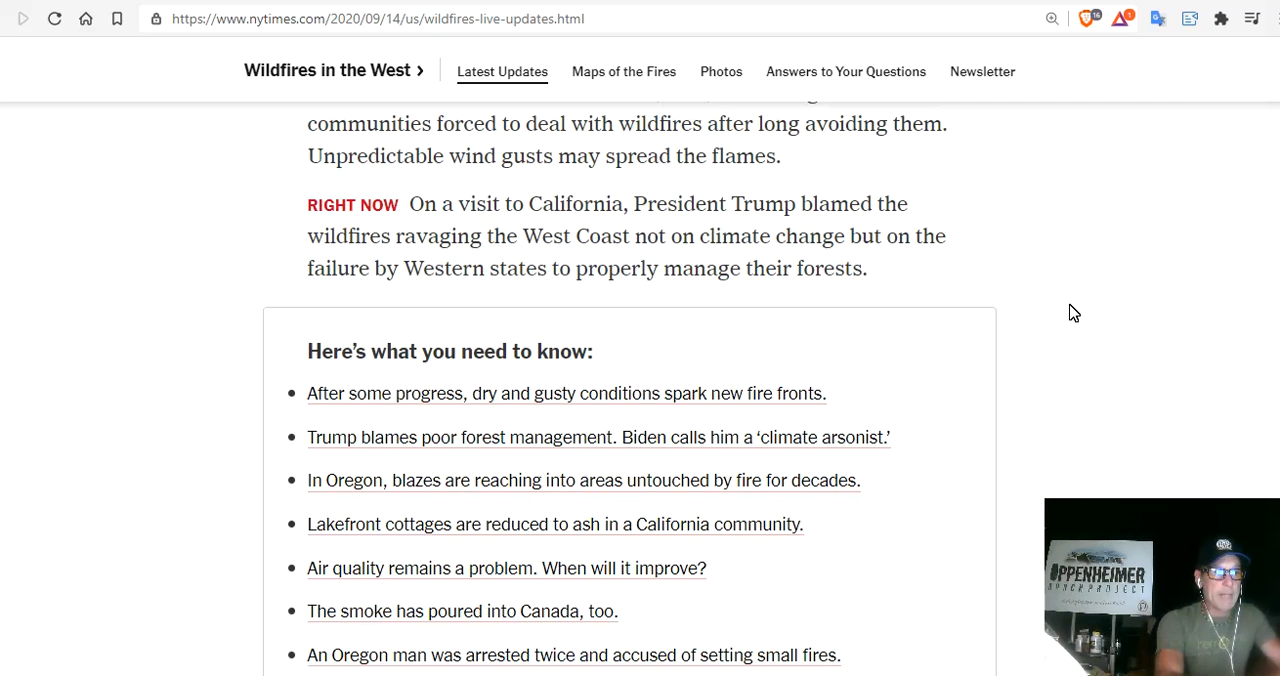 https://www.nytimes.com/2020/09/14/us/wildfires-live-updates.html
16
1
Wildfires in the West ›
Latest Updates
Maps of the Fires
Photos
Answers to Your Questions
Newsletter
communities forced to deal with wildfires after long avoiding them.
Unpredictable wind gusts may spread the flames.
RIGHT NOW On a visit to California, President Trump blamed the
wildfires ravaging the West Coast not on climate change but on the
failure by Western states to properly manage their forests.
Here’s what you need to know:
• After some progress, dry and gusty conditions spark new fire fronts.
• Trump blames poor forest management. Biden calls him a ‘climate arsonist.’
• In Oregon, blazes are reaching into areas untouched by fire for decades.
• Lakefront cottages are reduced to ash in a California community.
• Air quality remains a problem. When will it improve?
• The smoke has poured into Canada, too.
• An Oregon man was arrested twice and accused of setting small fires.
OPPENHEIMER
RANCH PROJECT